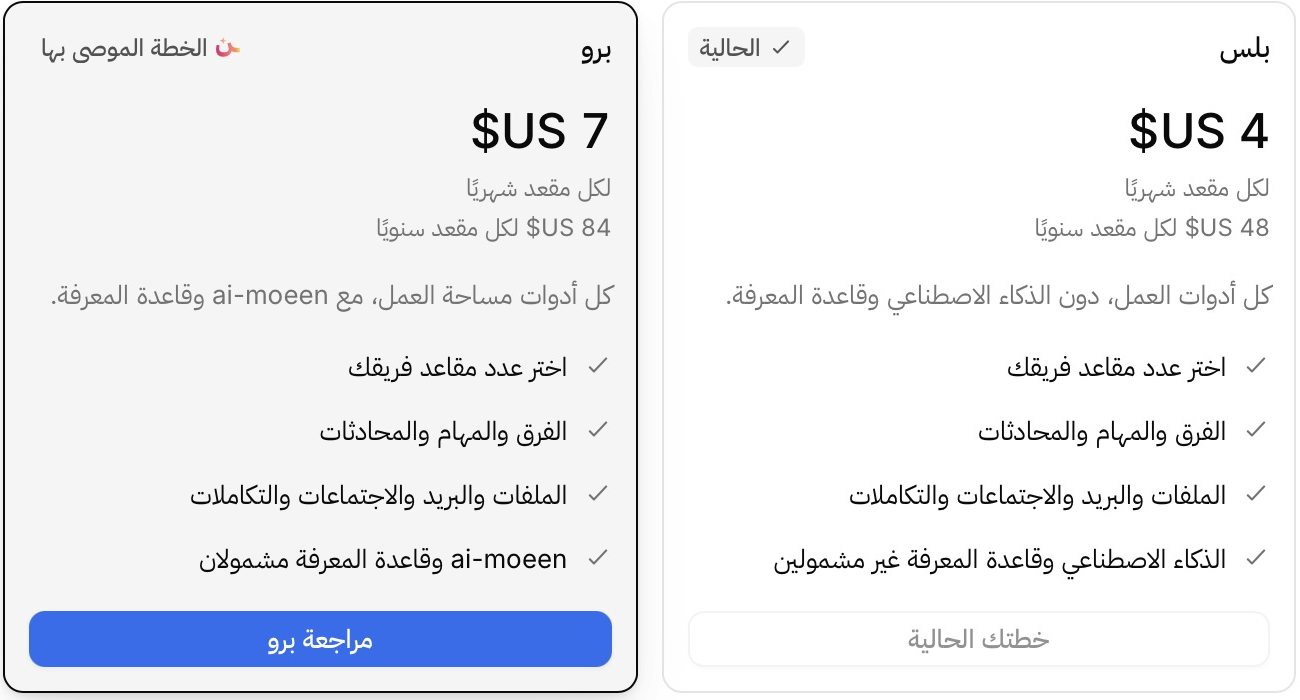 بلس
الحالية
4 US$
لكل مقعد شهريًا
48 US$ لكل مقعد سنويًا
كل أدوات العمل، دون الذكاء الاصطناعي وقاعدة المعرفة.
اختر عدد مقاعد فريقك
الفرق والمهام والمحادثات
الملفات والبريد والاجتماعات والتكاملات
الذكاء الاصطناعي وقاعدة المعرفة غير مشمولين
خطتك الحالية
برو
الخطة الموصى بها
7 US$
لكل مقعد شهريًا
84 US$ لكل مقعد سنويًا
كل أدوات مساحة العمل، مع ai-moeen وقاعدة المعرفة.
اختر عدد مقاعد فريقك
الفرق والمهام والمحادثات
الملفات والبريد والاجتماعات والتكاملات
ai-moeen وقاعدة المعرفة مشمولان
مراجعة برو